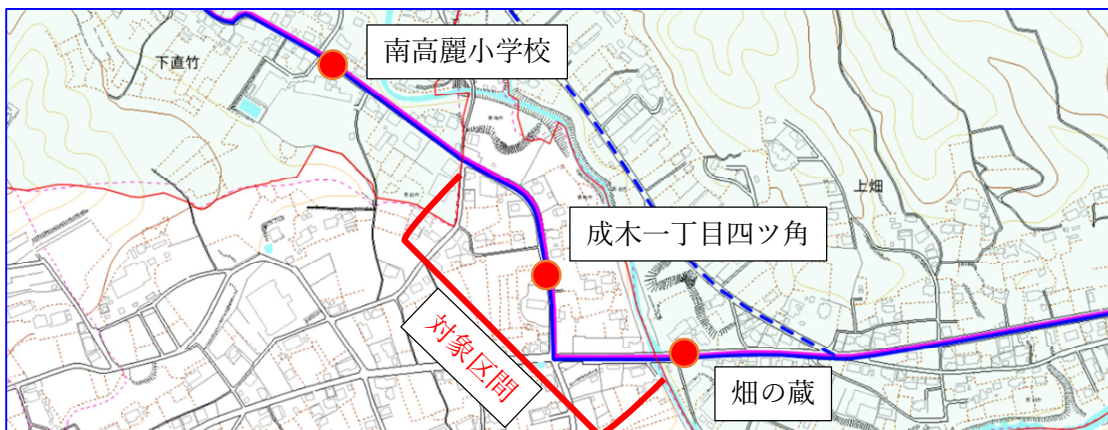 南高麗小学校
下直竹
上畑
成木一丁目四ツ角
対象区間
畑の蔵